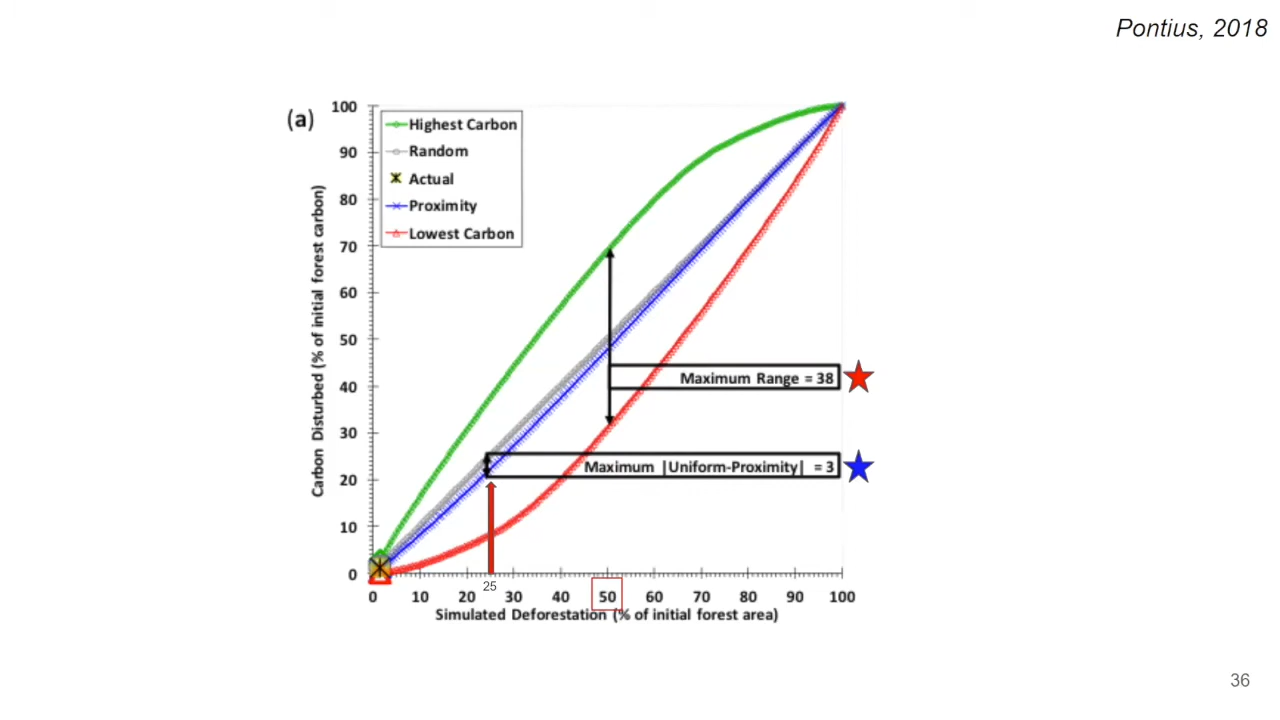 Pontius, 2018
(a)
Highest Carbon
Random
Actual
Proximity
Lowest Carbon
Carbon Disturbed (% of initial forest carbon)
100
90
80
70
60
50
40
30
20
10
0
Maximum Range = 38
Maximum |Uniform-Proximity| = 3
25
0 10 20 30 40 50 60 70 80 90 100
Simulated Deforestation (% of initial forest area)
36